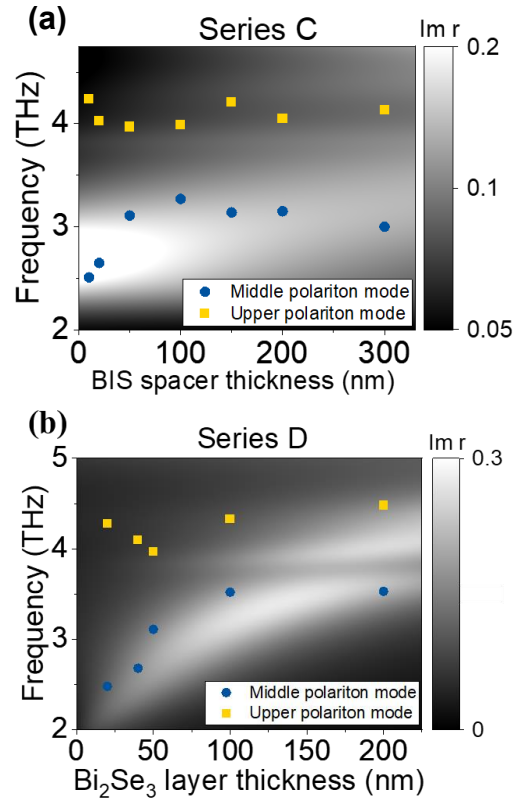 (a)
Series C
Im r
0.2
0.1
0.05
Frequency (THz)
4
3
2
Middle polariton mode
Upper polariton mode
0
100
200
300
BIS spacer thickness (nm)
(b)
Series D
Im r
0.3
0
Frequency (THz)
5
4
3
2
Middle polariton mode
Upper polariton mode
0
50
100
150
200
Bi₂Se₃ layer thickness (nm)